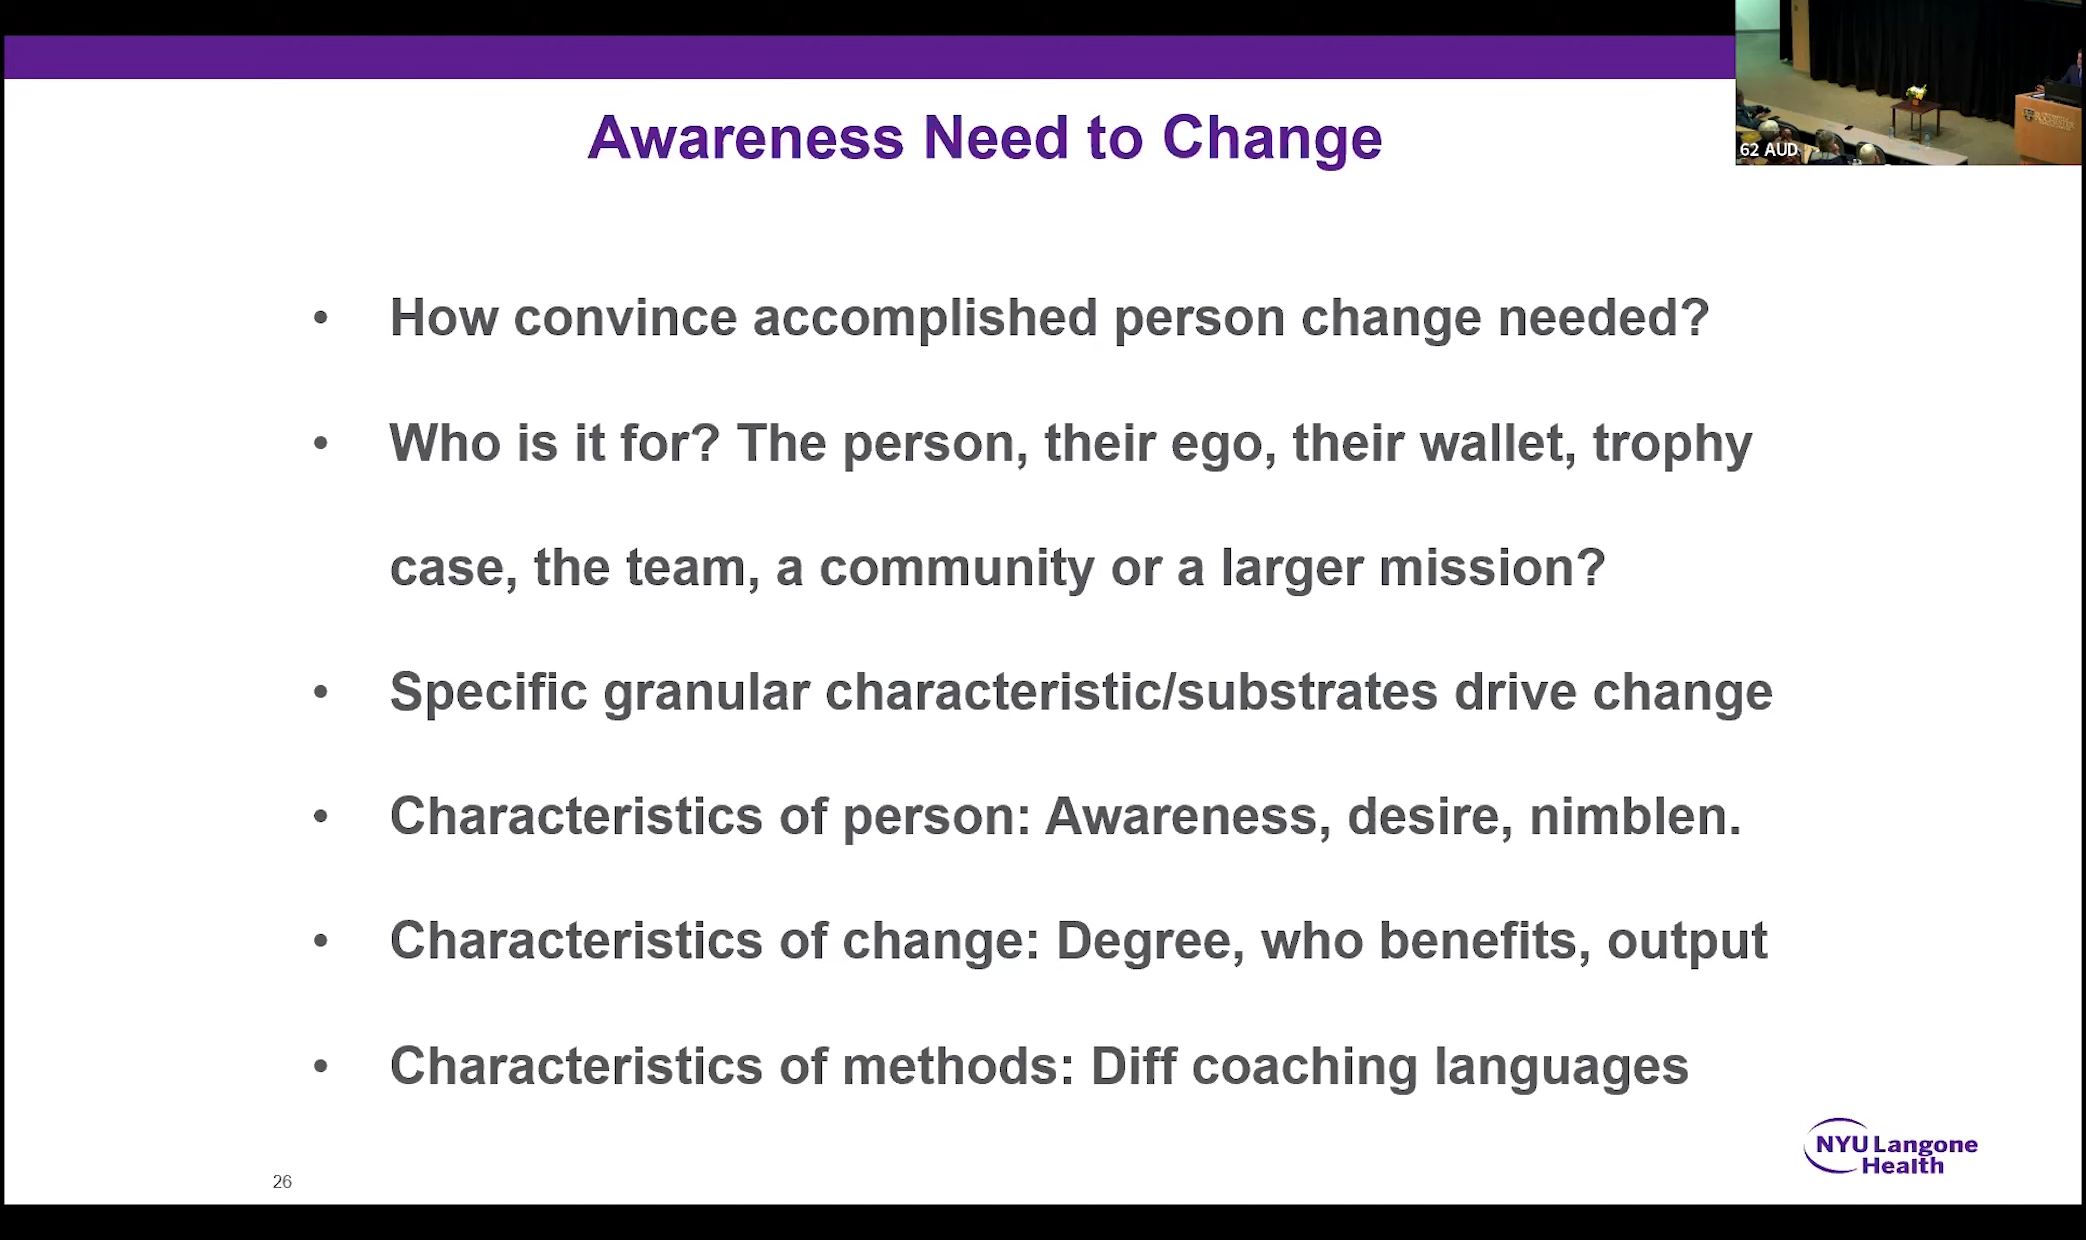 Awareness Need to Change
62 AUD
• How convince accomplished person change needed?
• Who is it for? The person, their ego, their wallet, trophy
case, the team, a community or a larger mission?
• Specific granular characteristic/substrates drive change
• Characteristics of person: Awareness, desire, nimblen.
• Characteristics of change: Degree, who benefits, output
• Characteristics of methods: Diff coaching languages
NYU Langone
Health
26